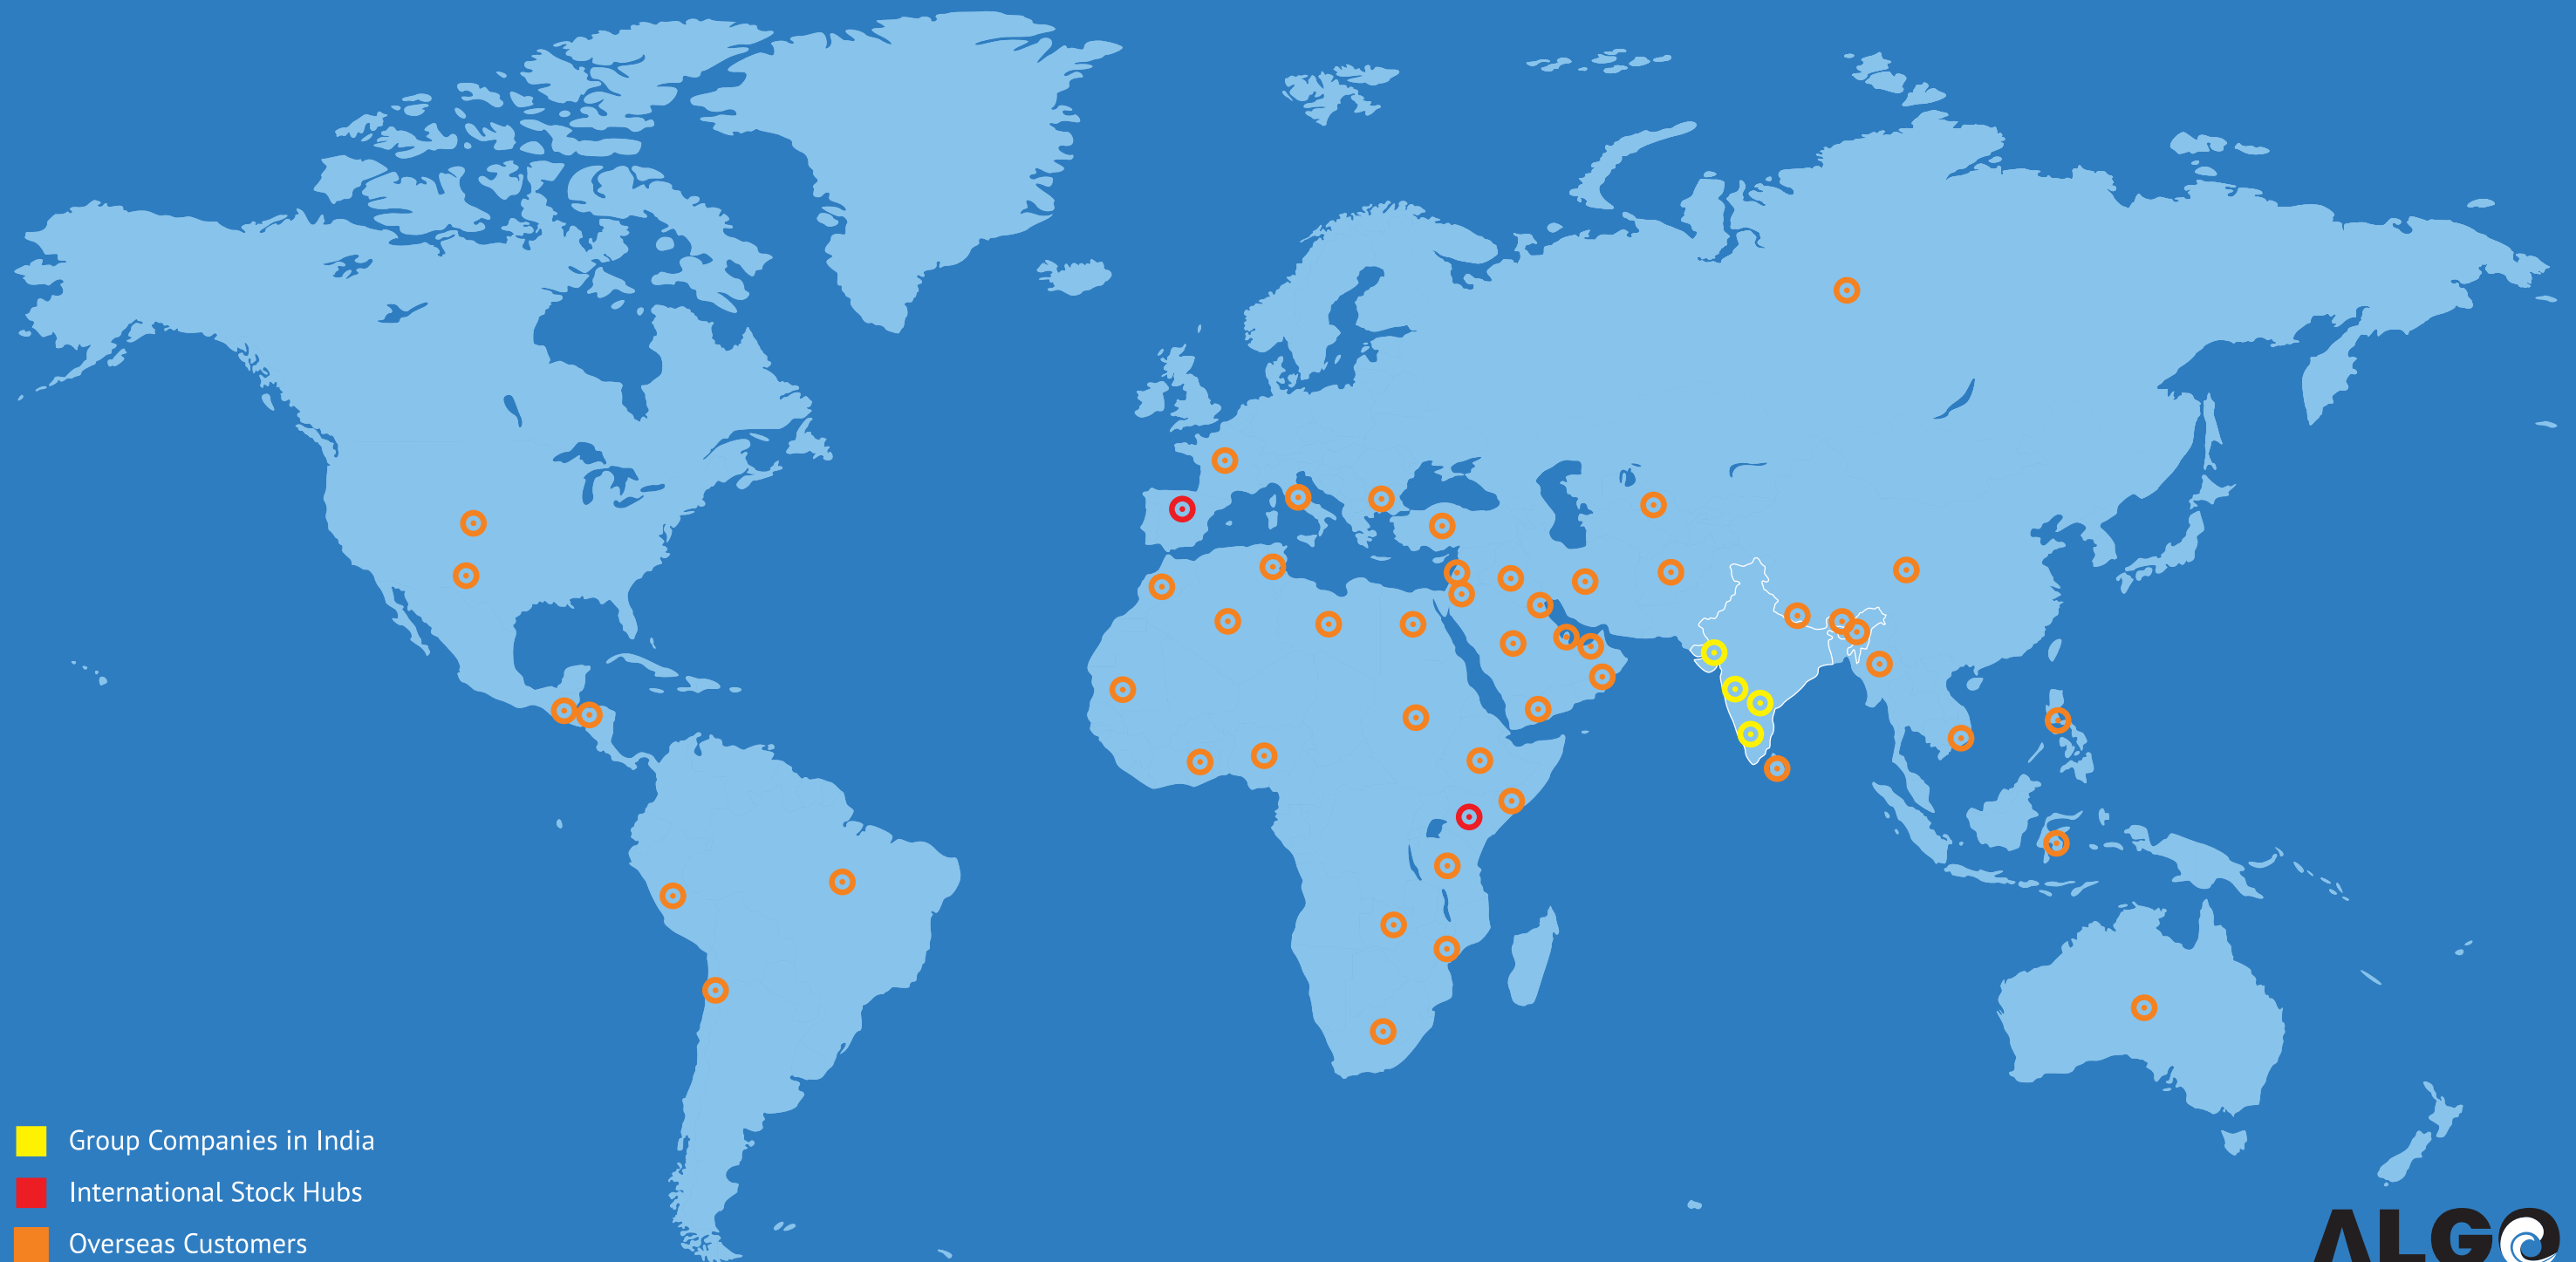 Group Companies in India
International Stock Hubs
Overseas Customers
ALGO